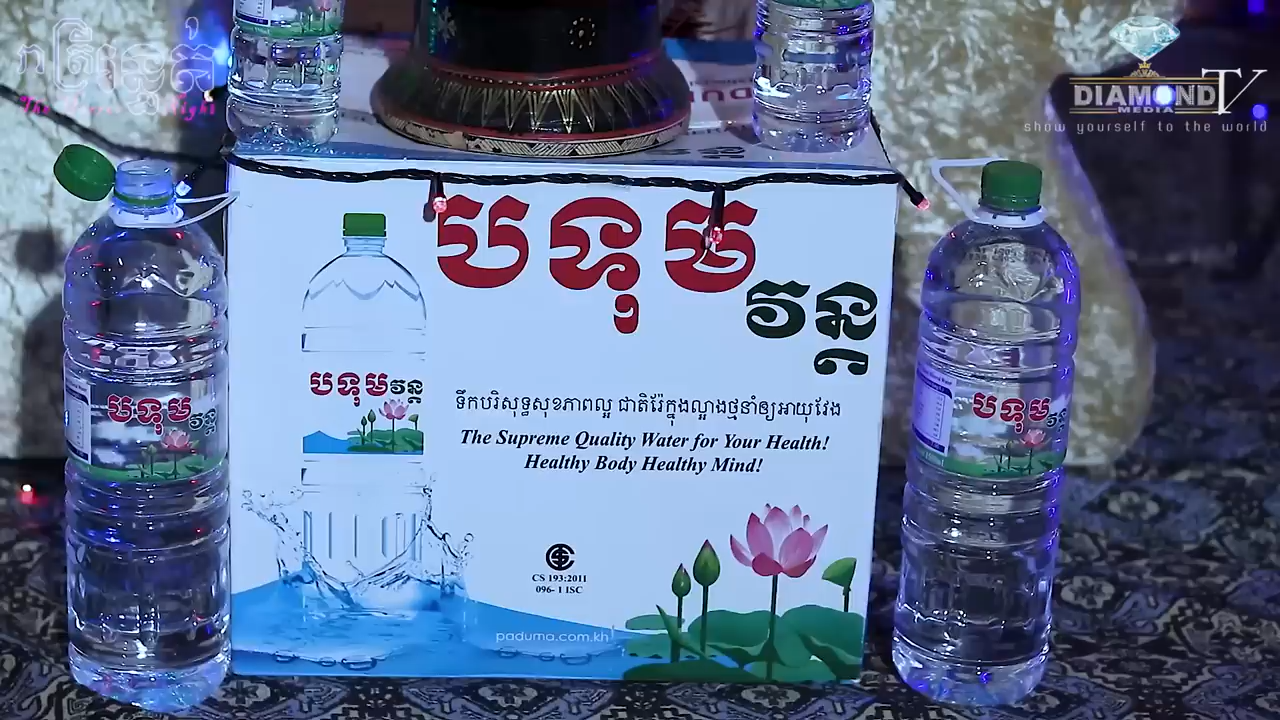 DIAMOND TV
MEDIA
show yourself to the world
បទុម
វន្ត
បទុមវន្ត
ទឹកបរិសុទ្ធសុខភាពល្អ ជាតិរ៉ែក្នុងល្អាងថ្មនាំឲ្យអាយុវែង
The Supreme Quality Water for Your Health!
Healthy Body Healthy Mind!
CS 193:2011
096- 1 ISC
paduma.com.kh
បទុមវន្ត
បទុមវន្ត